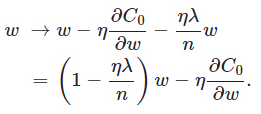 w → w − η ∂C₀/∂w − ηλ/n w
= (1 − ηλ/n) w − η ∂C₀/∂w.